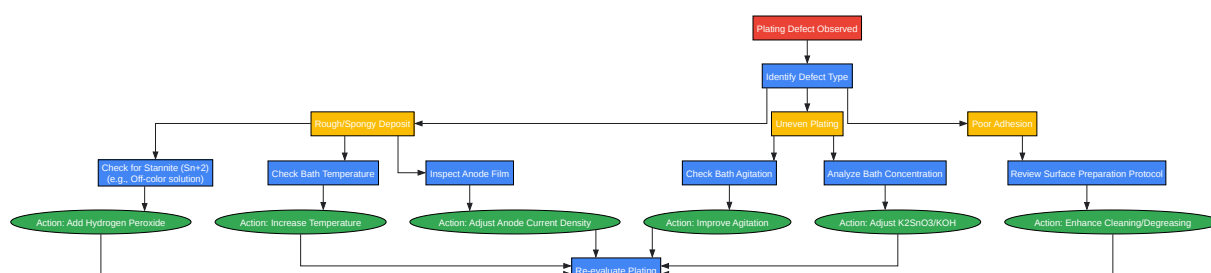 Plating Defect Observed
Identify Defect Type
Rough/Spongy Deposit
Uneven Plating
Poor Adhesion
Check for Stannite (Sn+2)
(e.g., Off-color solution)
Check Bath Temperature
Inspect Anode Film
Check Bath Agitation
Analyze Bath Concentration
Review Surface Preparation Protocol
Action: Add Hydrogen Peroxide
Action: Increase Temperature
Action: Adjust Anode Current Density
Action: Improve Agitation
Action: Adjust K2SnO3/KOH
Action: Enhance Cleaning/Degreasing
Re-evaluate Plating